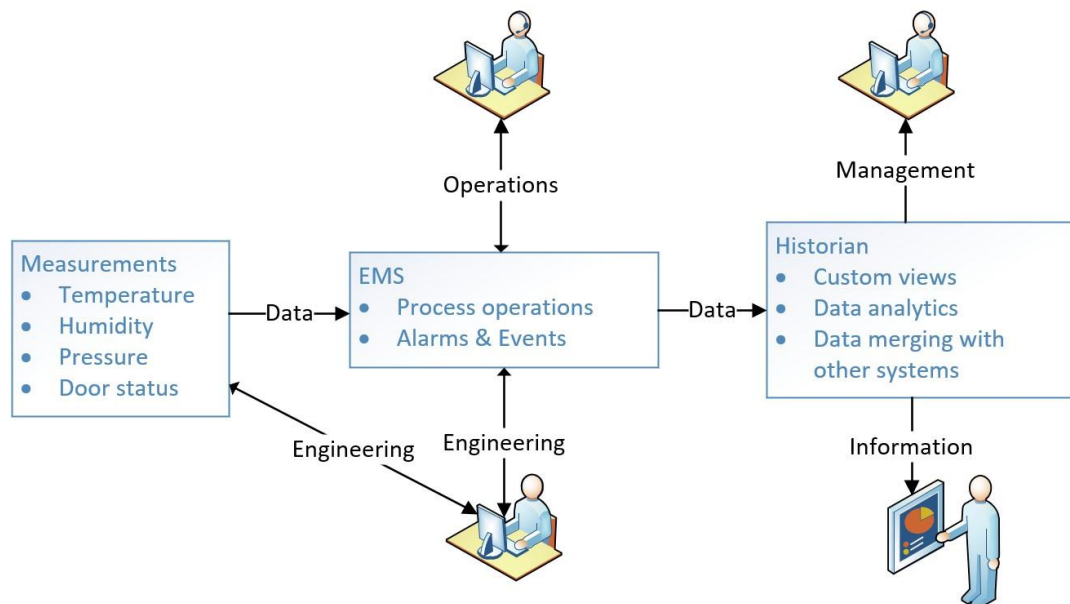 Operations
Management
Measurements
● Temperature
● Humidity
● Pressure
● Door status
Data
EMS
● Process operations
● Alarms & Events
Data
Historian
● Custom views
● Data analytics
● Data merging with
other systems
Engineering
Engineering
Information